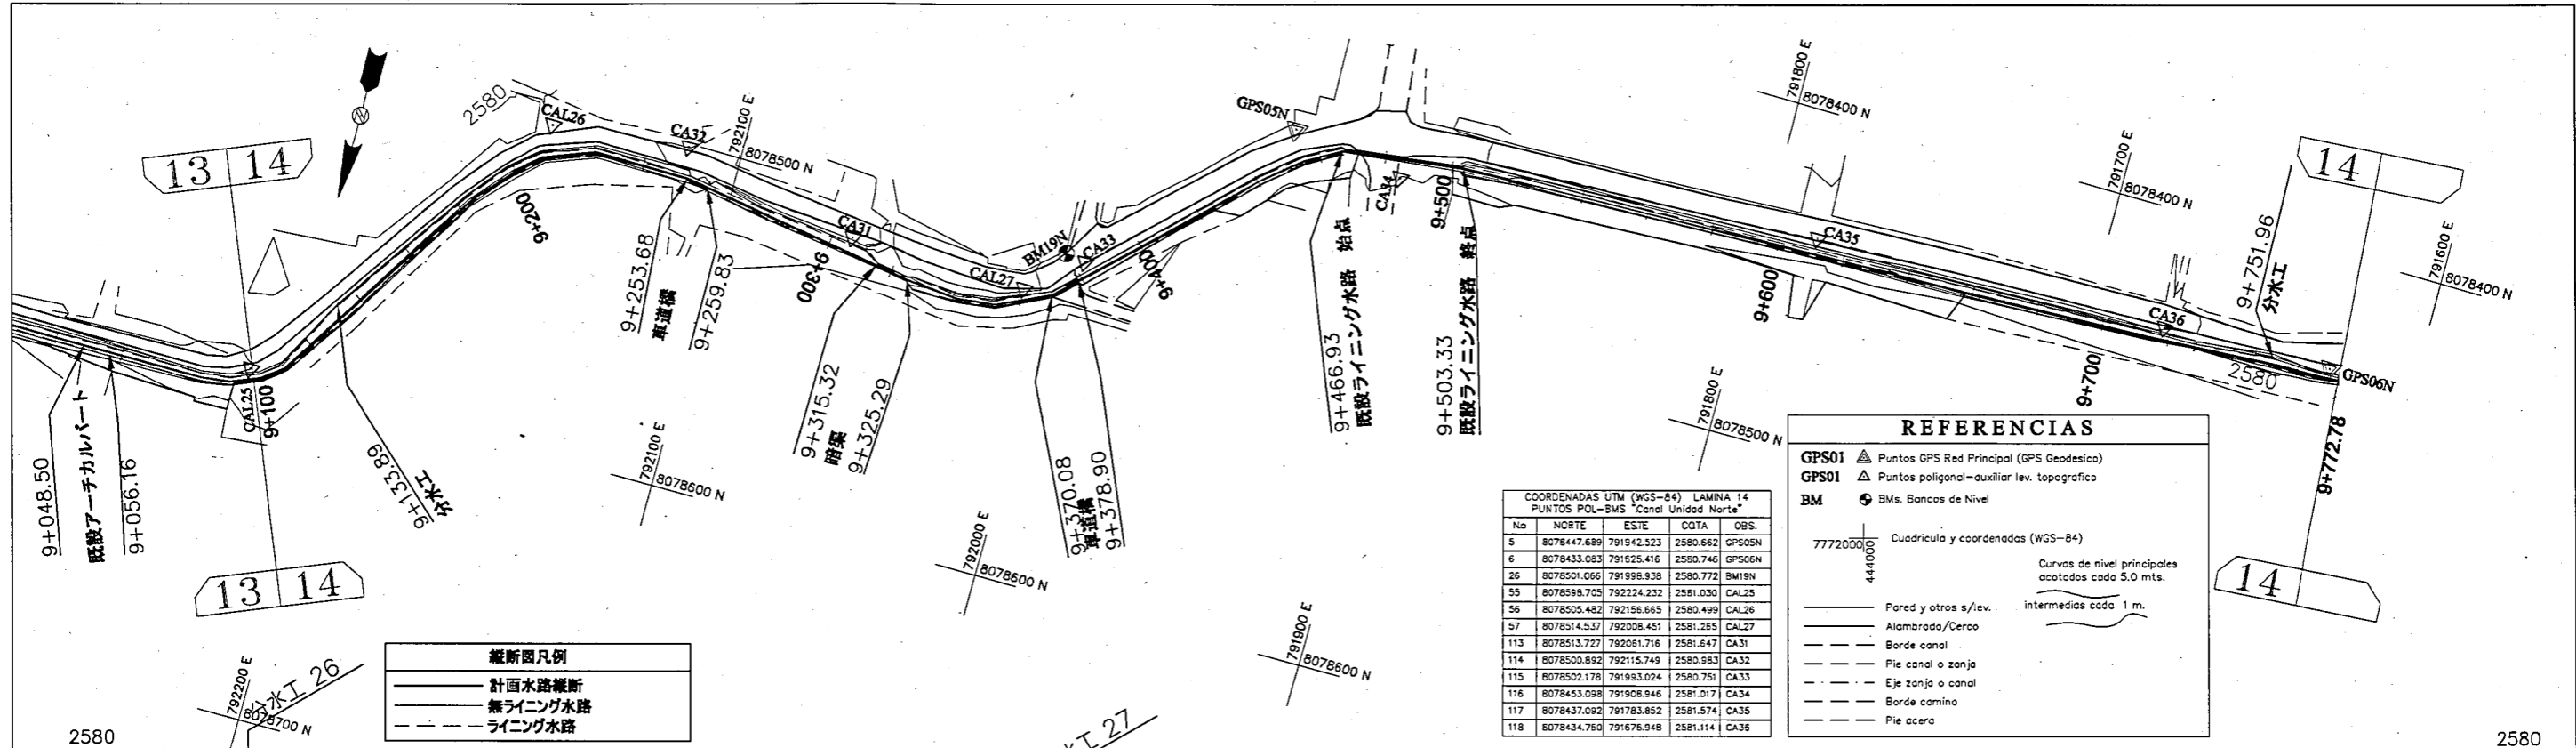 2580
CAL26
CA32
792100 E
8078500 N
GPS05N
791800 E
8078400 N
791700 E
8078400 N
13 14
14
9+200
CA31
BM19N
CA33
CAL27
9+300
9+400
CA34
9+500
CA35
9+600
CA36
9+700
2580
GPS06N
791600 E
8078400 N
9+751.96
分水工
9+772.78
CAL25
9+100
9+048.50
既設アーチカルバート
9+056.16
9+133.89
分水工
9+253.68
車道橋
9+259.83
9+315.32
暗渠
9+325.29
9+370.08
車道橋
9+378.90
9+466.93
既設ライニング水路 始点
9+503.33
既設ライニング水路 終点
792100 E
8078600 N
792000 E
8078600 N
791900 E
8078600 N
791800 E
8078500 N
13 14
14
792200 E
8078700 N
分水工 26
2580
縦断図凡例
計画水路縦断
無ライニング水路
ライニング水路
2580
COORDENADAS UTM (WGS-84) LAMINA 14
PUNTOS POL-BMS "Canal Unidad Norte"
No NORTE ESTE COTA OBS.
5 8078447.689 791942.523 2580.662 GPS05N
6 8078433.083 791625.416 2580.746 GPS06N
26 8078501.066 791998.938 2580.772 BM19N
55 8078598.705 792224.232 2581.030 CAL25
56 8078505.482 792156.665 2580.499 CAL26
57 8078514.537 792008.451 2581.265 CAL27
113 8078513.727 792061.716 2581.647 CA31
114 8078500.892 792115.749 2580.983 CA32
115 8078502.178 791993.024 2580.751 CA33
116 8078453.098 791908.946 2581.017 CA34
117 8078437.092 791783.852 2581.574 CA35
118 8078434.750 791675.948 2581.114 CA36
REFERENCIAS
GPS01 Puntos GPS Red Principal (GPS Geodesico)
GPS01 Puntos poligonal-auxiliar lev. topografico
BM BMs. Bancos de Nivel
7772000
444000
Cuadricula y coordenadas (WGS-84)
Curvas de nivel principales
acotados cada 5.0 mts.
intermedias cada 1 m.
Pared y otros s/lev.
Alambrado/Cerco
Borde canal
Pie canal o zanja
Eje zanja o canal
Borde camino
Pie acera